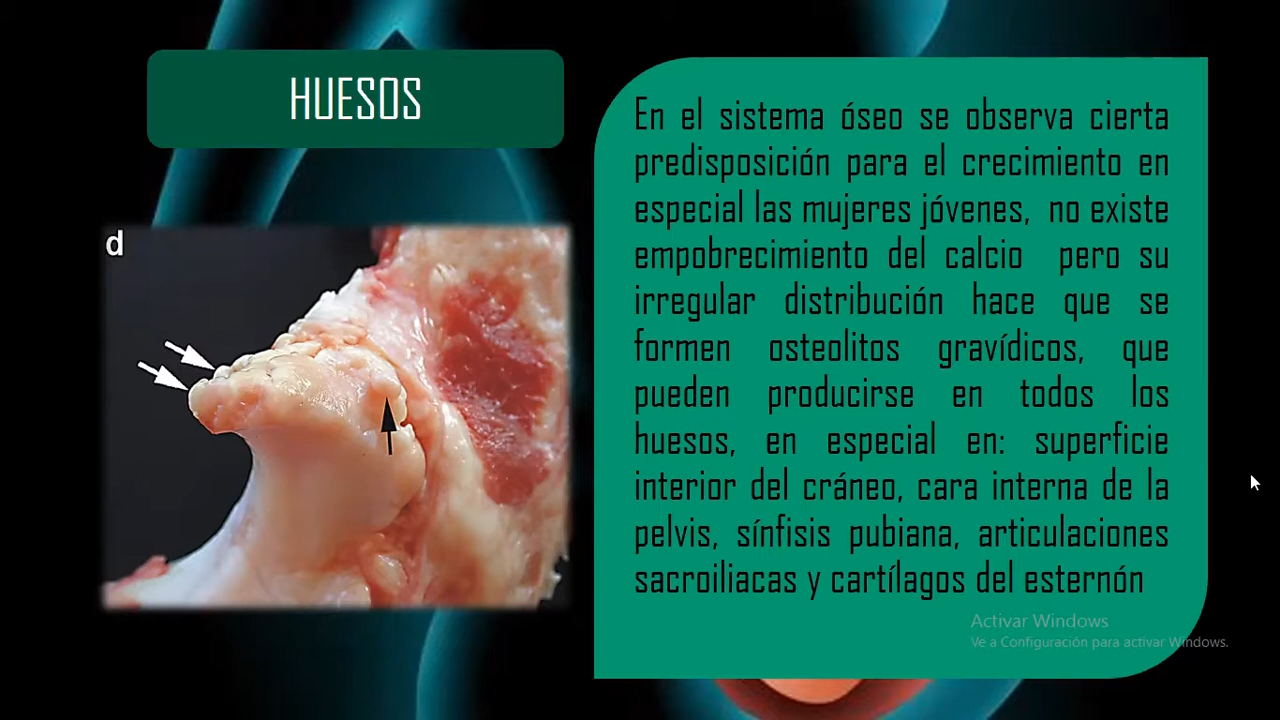 HUESOS
d
En el sistema óseo se observa cierta
predisposición para el crecimiento en
especial las mujeres jóvenes, no existe
empobrecimiento del calcio pero su
irregular distribución hace que se
formen osteolitos gravídicos, que
pueden producirse en todos los
huesos, en especial en: superficie
interior del cráneo, cara interna de la
pelvis, sínfisis pubiana, articulaciones
sacroiliacas y cartílagos del esternón
Activar Windows
Ve a Configuración para activar Windows.